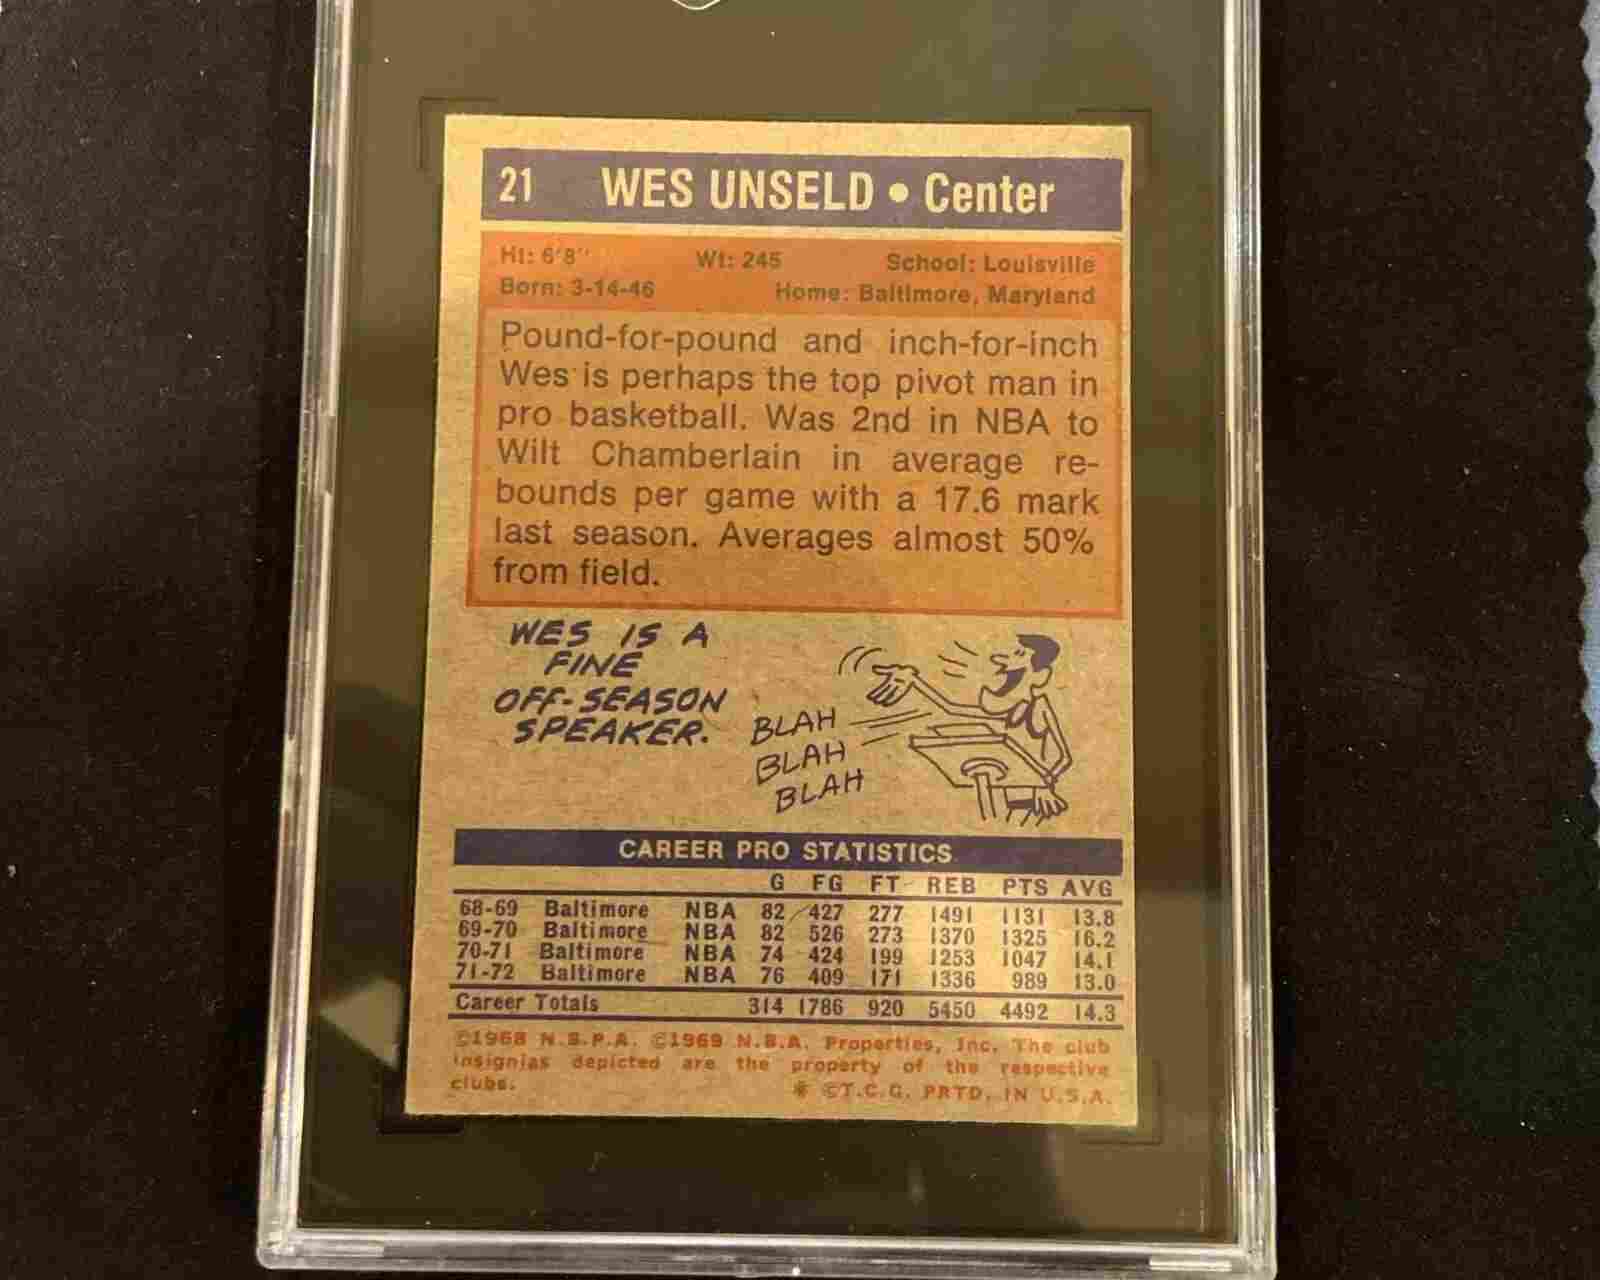 21 WES UNSELD • Center
Ht: 6'8" Wt: 245 School: Louisville
Born: 3-14-46 Home: Baltimore, Maryland
Pound-for-pound and inch-for-inch
Wes is perhaps the top pivot man in
pro basketball. Was 2nd in NBA to
Wilt Chamberlain in average re-
bounds per game with a 17.6 mark
last season. Averages almost 50%
from field.
WES IS A
FINE
OFF-SEASON
SPEAKER.
BLAH
BLAH
BLAH
CAREER PRO STATISTICS
G FG FT REB PTS AVG
68-69 Baltimore NBA 82 427 277 1491 1131 13.8
69-70 Baltimore NBA 82 526 273 1370 1325 16.2
70-71 Baltimore NBA 74 424 199 1253 1047 14.1
71-72 Baltimore NBA 76 409 171 1336 989 13.0
Career Totals 314 1786 920 5450 4492 14.3
©1968 N.B.P.A. ©1969 N.B.A. Properties, Inc. The club
insignias depicted are the property of the respective
clubs. * ©T.C.G. PRTD. IN U.S.A.